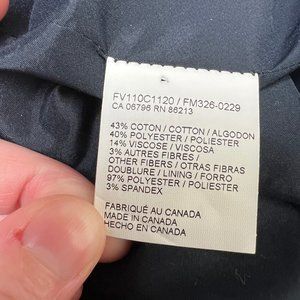 FV110C1120 / FM326-0229
CA 06796 RN 86213
43% COTON / COTTON / ALGODON
40% POLYESTER / POLIESTER
14% VISCOSE / VISCOSA
3% AUTRES FIBRES /
OTHER FIBERS / OTRAS FIBRAS
DOUBLURE / LINING / FORRO
97% POLYESTER / POLIESTER
3% SPANDEX
FABRIQUÉ AU CANADA
MADE IN CANADA
HECHO EN CANADA